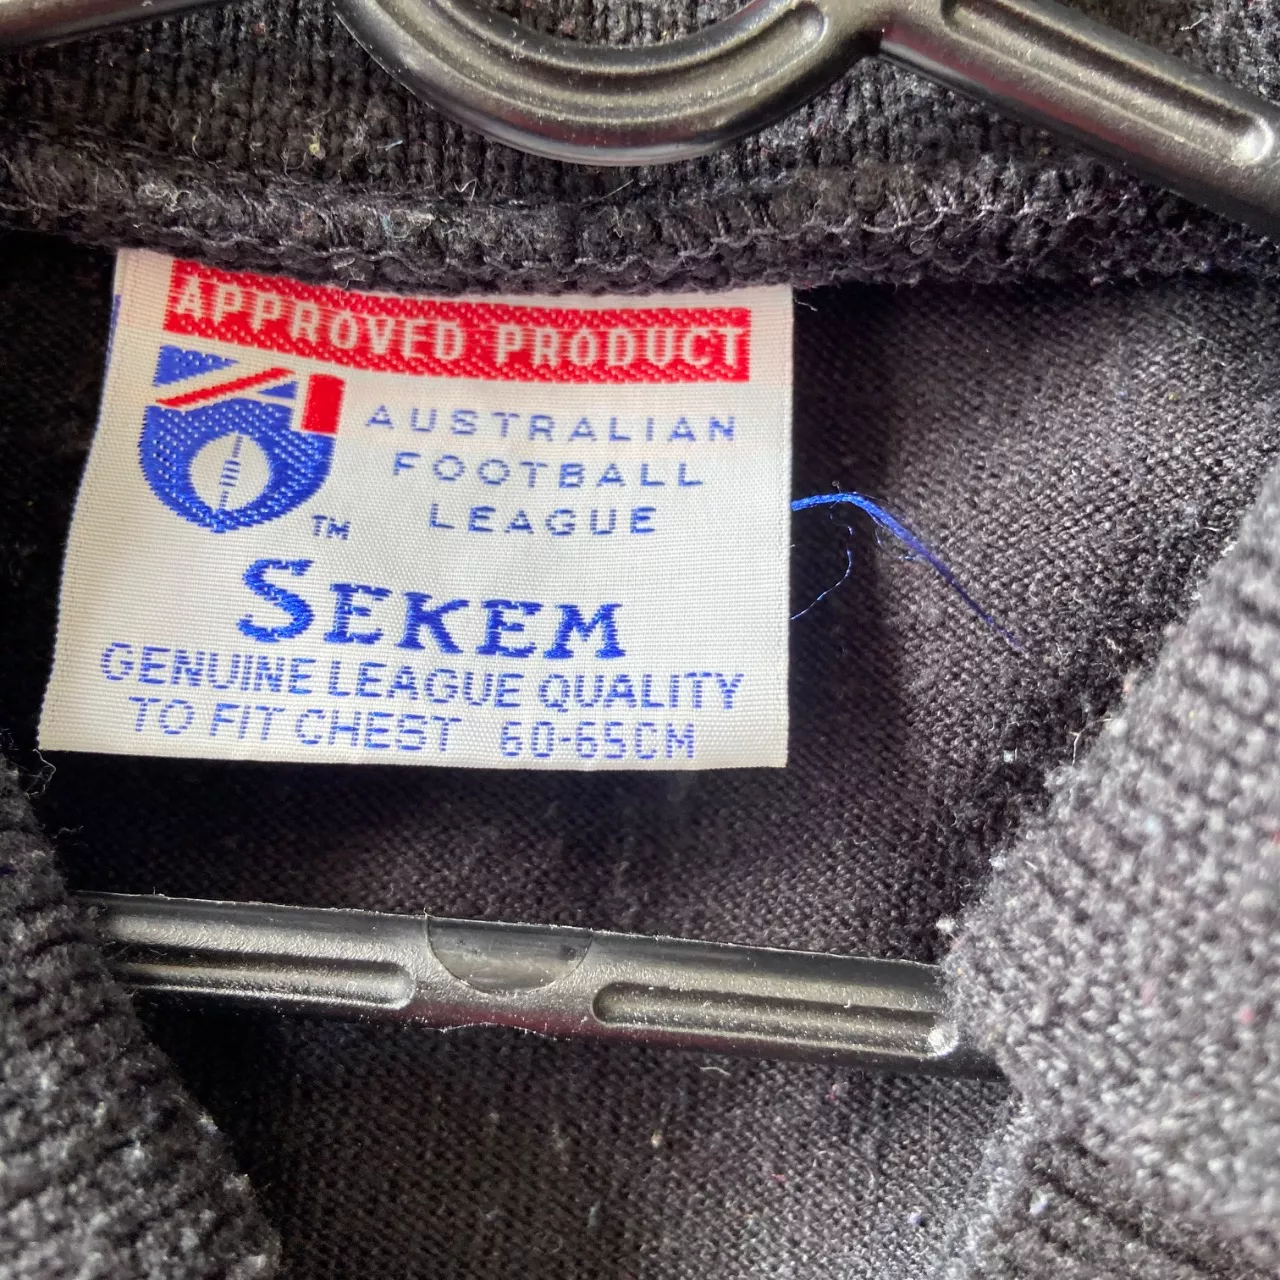 APPROVED PRODUCT
AUSTRALIAN
FOOTBALL
LEAGUE
TM
SEKEM
GENUINE LEAGUE QUALITY
TO FIT CHEST 60-65CM